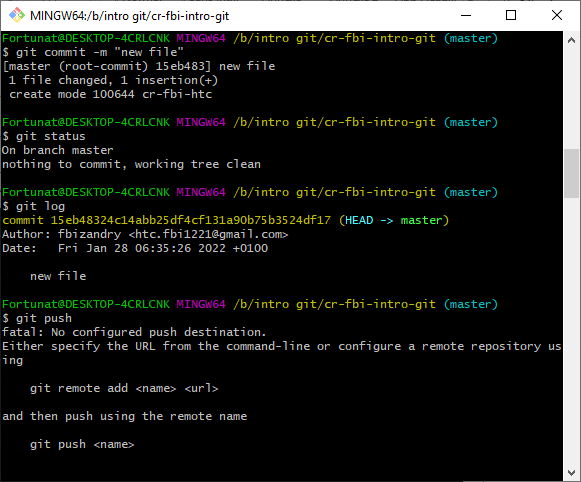 MINGW64:/b/intro git/cr-fbi-intro-git
Fortunat@DESKTOP-4CRLCNK MINGW64 /b/intro git/cr-fbi-intro-git (master)
$ git commit -m "new file"
[master (root-commit) 15eb483] new file
 1 file changed, 1 insertion(+)
 create mode 100644 cr-fbi-htc
Fortunat@DESKTOP-4CRLCNK MINGW64 /b/intro git/cr-fbi-intro-git (master)
$ git status
On branch master
nothing to commit, working tree clean
Fortunat@DESKTOP-4CRLCNK MINGW64 /b/intro git/cr-fbi-intro-git (master)
$ git log
commit 15eb48324c14abb25df4cf131a90b75b3524df17 (HEAD -> master)
Author: fbizandry <htc.fbi1221@gmail.com>
Date:   Fri Jan 28 06:35:26 2022 +0100
    new file
Fortunat@DESKTOP-4CRLCNK MINGW64 /b/intro git/cr-fbi-intro-git (master)
$ git push
fatal: No configured push destination.
Either specify the URL from the command-line or configure a remote repository us
ing
    git remote add <name> <url>
and then push using the remote name
    git push <name>